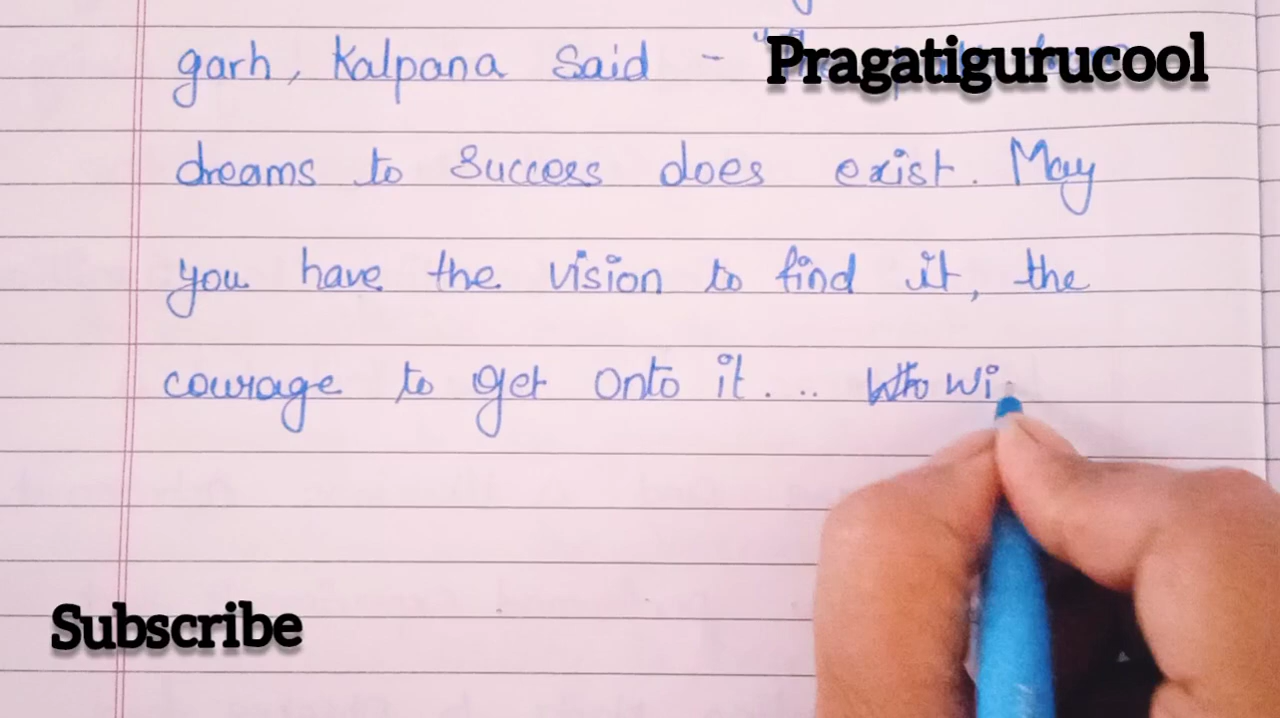 garh, Kalpana Said - Pragatigurucool
dreams to success does exist. May
you have the vision to find it, the
courage to get onto it. .. Wi
Subscribe